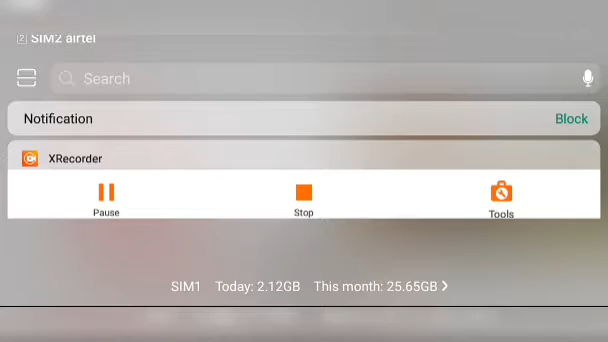 2 SIM2 airtel
Search
Notification Block
XRecorder
Pause Stop Tools
SIM1 Today: 2.12GB This month: 25.65GB